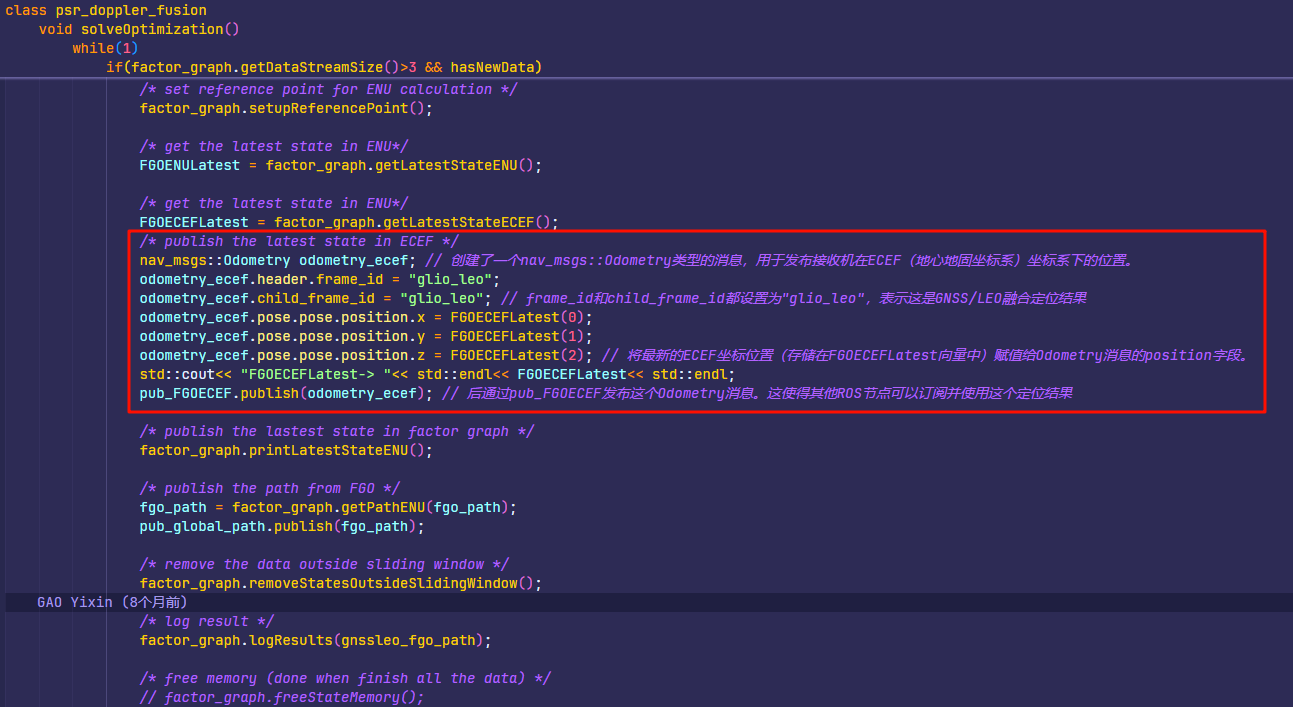 class psr_doppler_fusion
void solveOptimization()
while(1)
if(factor_graph.getDataStreamSize()>3 && hasNewData)
/* set reference point for ENU calculation */
factor_graph.setupReferencePoint();
/* get the latest state in ENU*/
FGOENULatest = factor_graph.getLatestStateENU();
/* get the latest state in ENU*/
FGOECEFLatest = factor_graph.getLatestStateECEF();
/* publish the latest state in ECEF */
nav_msgs::Odometry odometry_ecef; // 创建了一个nav_msgs::Odometry类型的消息，用于发布接收机在ECEF（地心地固坐标系）坐标系下的位置。
odometry_ecef.header.frame_id = "glio_leo";
odometry_ecef.child_frame_id = "glio_leo"; // frame_id和child_frame_id都设置为"glio_leo"，表示这是GNSS/LEO融合定位结果
odometry_ecef.pose.pose.position.x = FGOECEFLatest(0);
odometry_ecef.pose.pose.position.y = FGOECEFLatest(1);
odometry_ecef.pose.pose.position.z = FGOECEFLatest(2); // 将最新的ECEF坐标位置（存储在FGOECEFLatest向量中）赋值给Odometry消息的position字段。
std::cout<< "FGOECEFLatest-> "<< std::endl<< FGOECEFLatest<< std::endl;
pub_FGOECEF.publish(odometry_ecef); // 后通过pub_FGOECEF发布这个Odometry消息。这使得其他ROS节点可以订阅并使用这个定位结果
/* publish the lastest state in factor graph */
factor_graph.printLatestStateENU();
/* publish the path from FGO */
fgo_path = factor_graph.getPathENU(fgo_path);
pub_global_path.publish(fgo_path);
/* remove the data outside sliding window */
factor_graph.removeStatesOutsideSlidingWindow();
GAO Yixin (8个月前)
/* log result */
factor_graph.logResults(gnssleo_fgo_path);
/* free memory (done when finish all the data) */
// factor_graph.freeStateMemory();